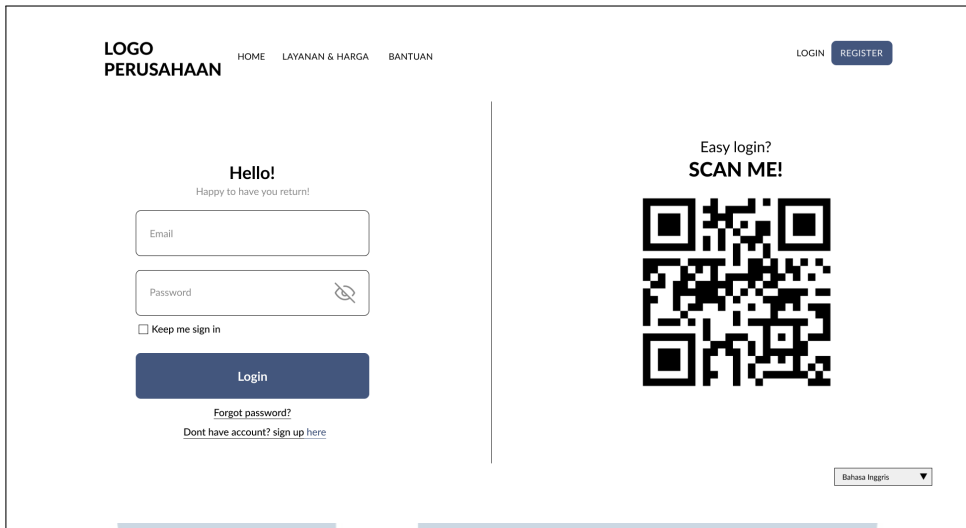 LOGO
PERUSAHAAN
HOME LAYANAN & HARGA BANTUAN
LOGIN REGISTER
Hello!
Happy to have you return!
Email
Password
Keep me sign in
Login
Forgot password?
Dont have account? sign up here
Easy login?
SCAN ME!
Bahasa Inggris